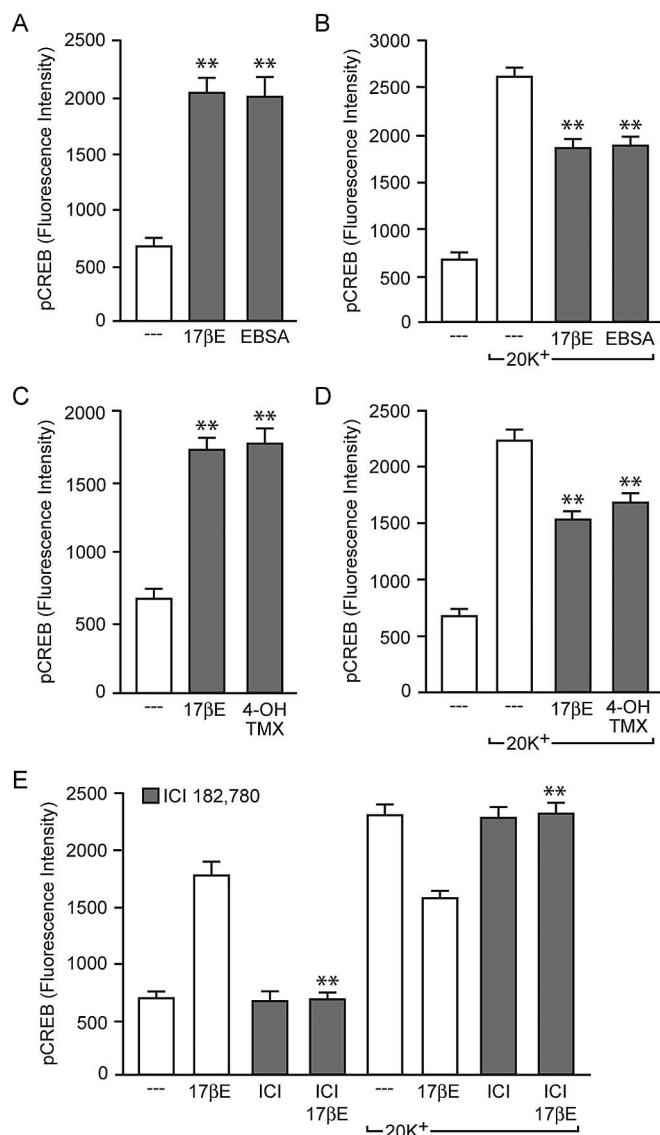 A
pCREB (Fluorescence Intensity)
2500
2000
1500
1000
500
0
**
**
---
17βE
EBSA
B
pCREB (Fluorescence Intensity)
3000
2500
2000
1500
1000
500
0
**
**
---
---
17βE
EBSA
20K+
C
pCREB (Fluorescence Intensity)
2000
1500
1000
500
0
**
**
---
17βE
4-OH
TMX
D
pCREB (Fluorescence Intensity)
2500
2000
1500
1000
500
0
**
**
---
---
17βE
4-OH
TMX
20K+
E
pCREB (Fluorescence Intensity)
ICI 182,780
2500
2000
1500
1000
500
0
**
**
---
17βE
ICI
ICI
17βE
---
17βE
ICI
ICI
17βE
20K+